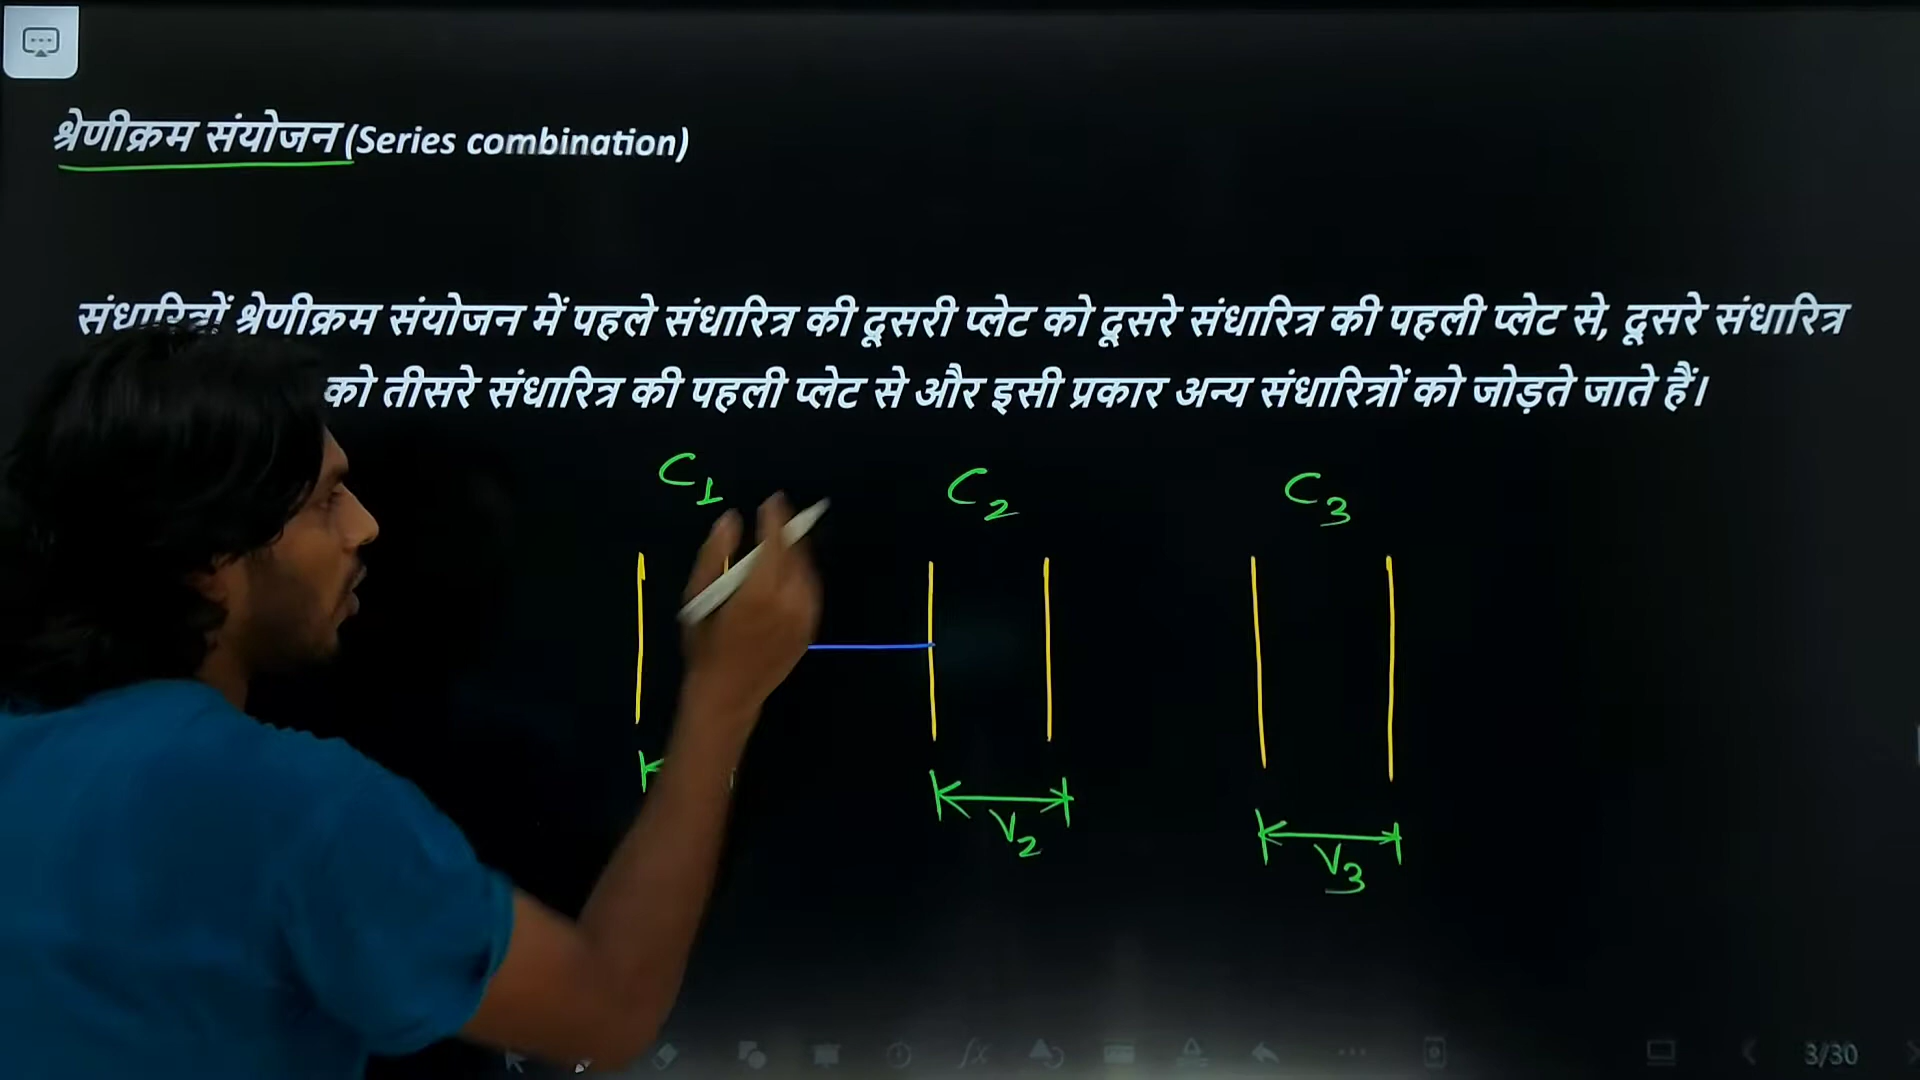 श्रेणीक्रम संयोजन (Series combination)
संधारित्रों श्रेणीक्रम संयोजन में पहले संधारित्र की दूसरी प्लेट को दूसरे संधारित्र की पहली प्लेट से, दूसरे संधारित्र
को तीसरे संधारित्र की पहली प्लेट से और इसी प्रकार अन्य संधारित्रों को जोड़ते जाते हैं।
C1 C2 C3
V2
V3
3/30